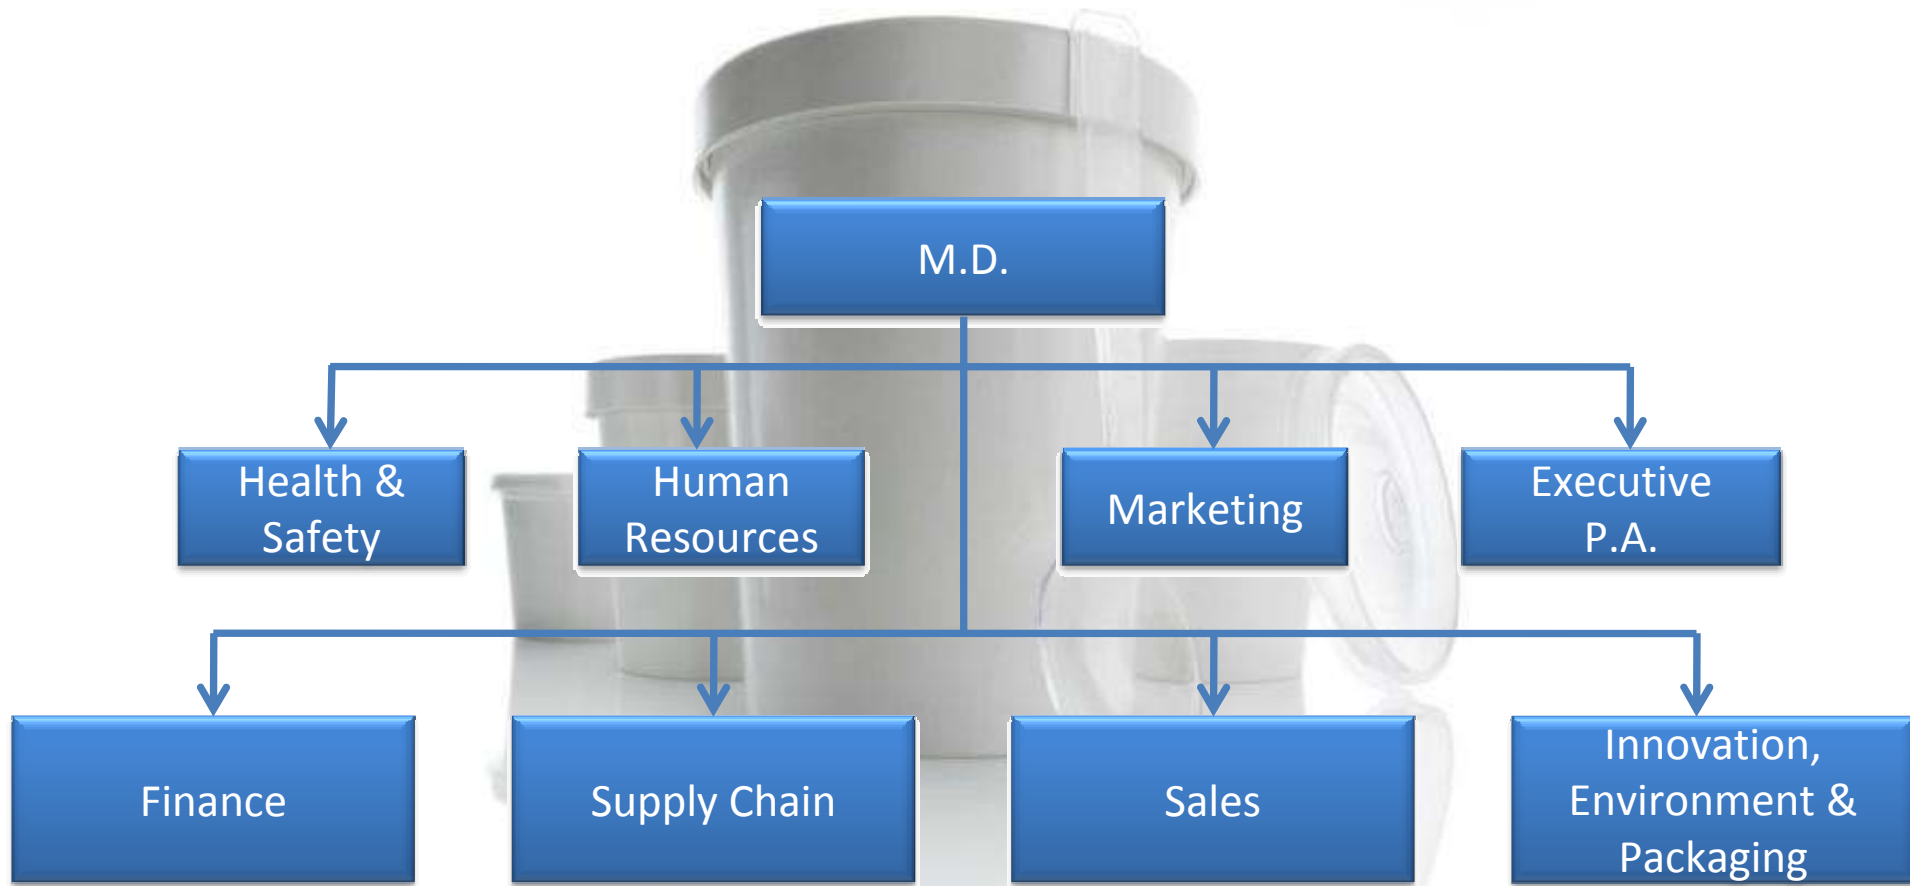 M.D.
Health &
Safety
Human
Resources
Marketing
Executive
P.A.
Finance
Supply Chain
Sales
Innovation,
Environment &
Packaging